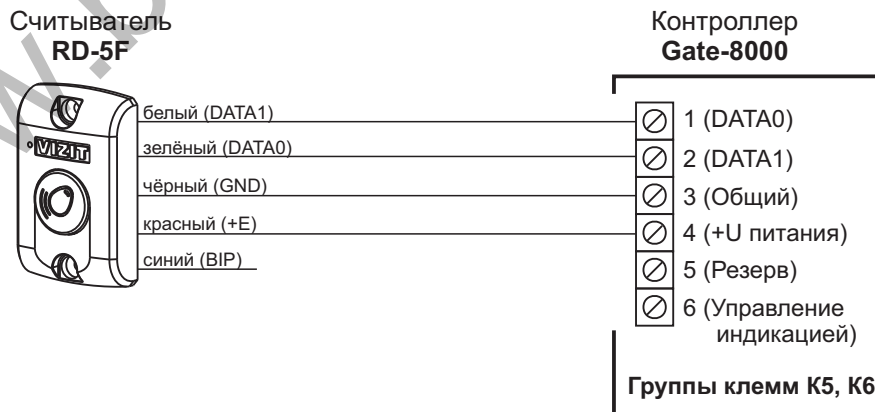 Считыватель
RD-5F
Контроллер
Gate-8000
белый (DATA1)
зелёный (DATA0)
чёрный (GND)
красный (+E)
синий (BIP)
VIZIT
1 (DATA0)
2 (DATA1)
3 (Общий)
4 (+U питания)
5 (Резерв)
6 (Управление
индикацией)
Группы клемм К5, К6